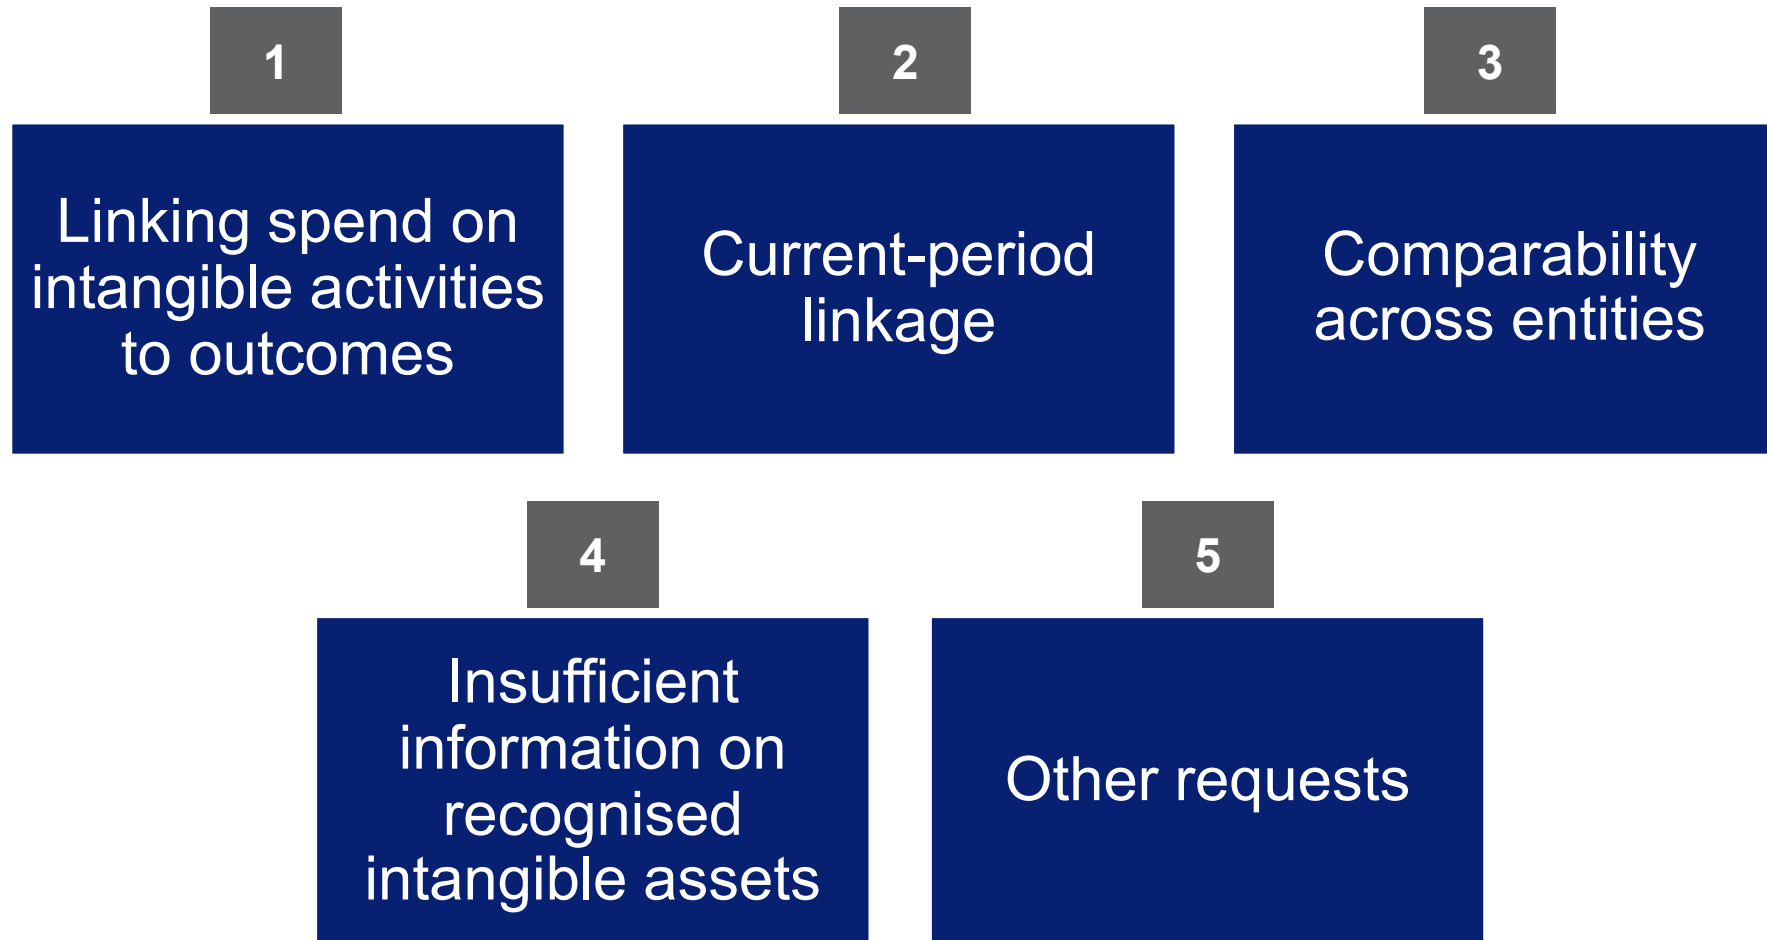 1
Linking spend on
intangible activities
to outcomes
2
Current-period
linkage
3
Comparability
across entities
4
Insufficient
information on
recognised
intangible assets
5
Other requests